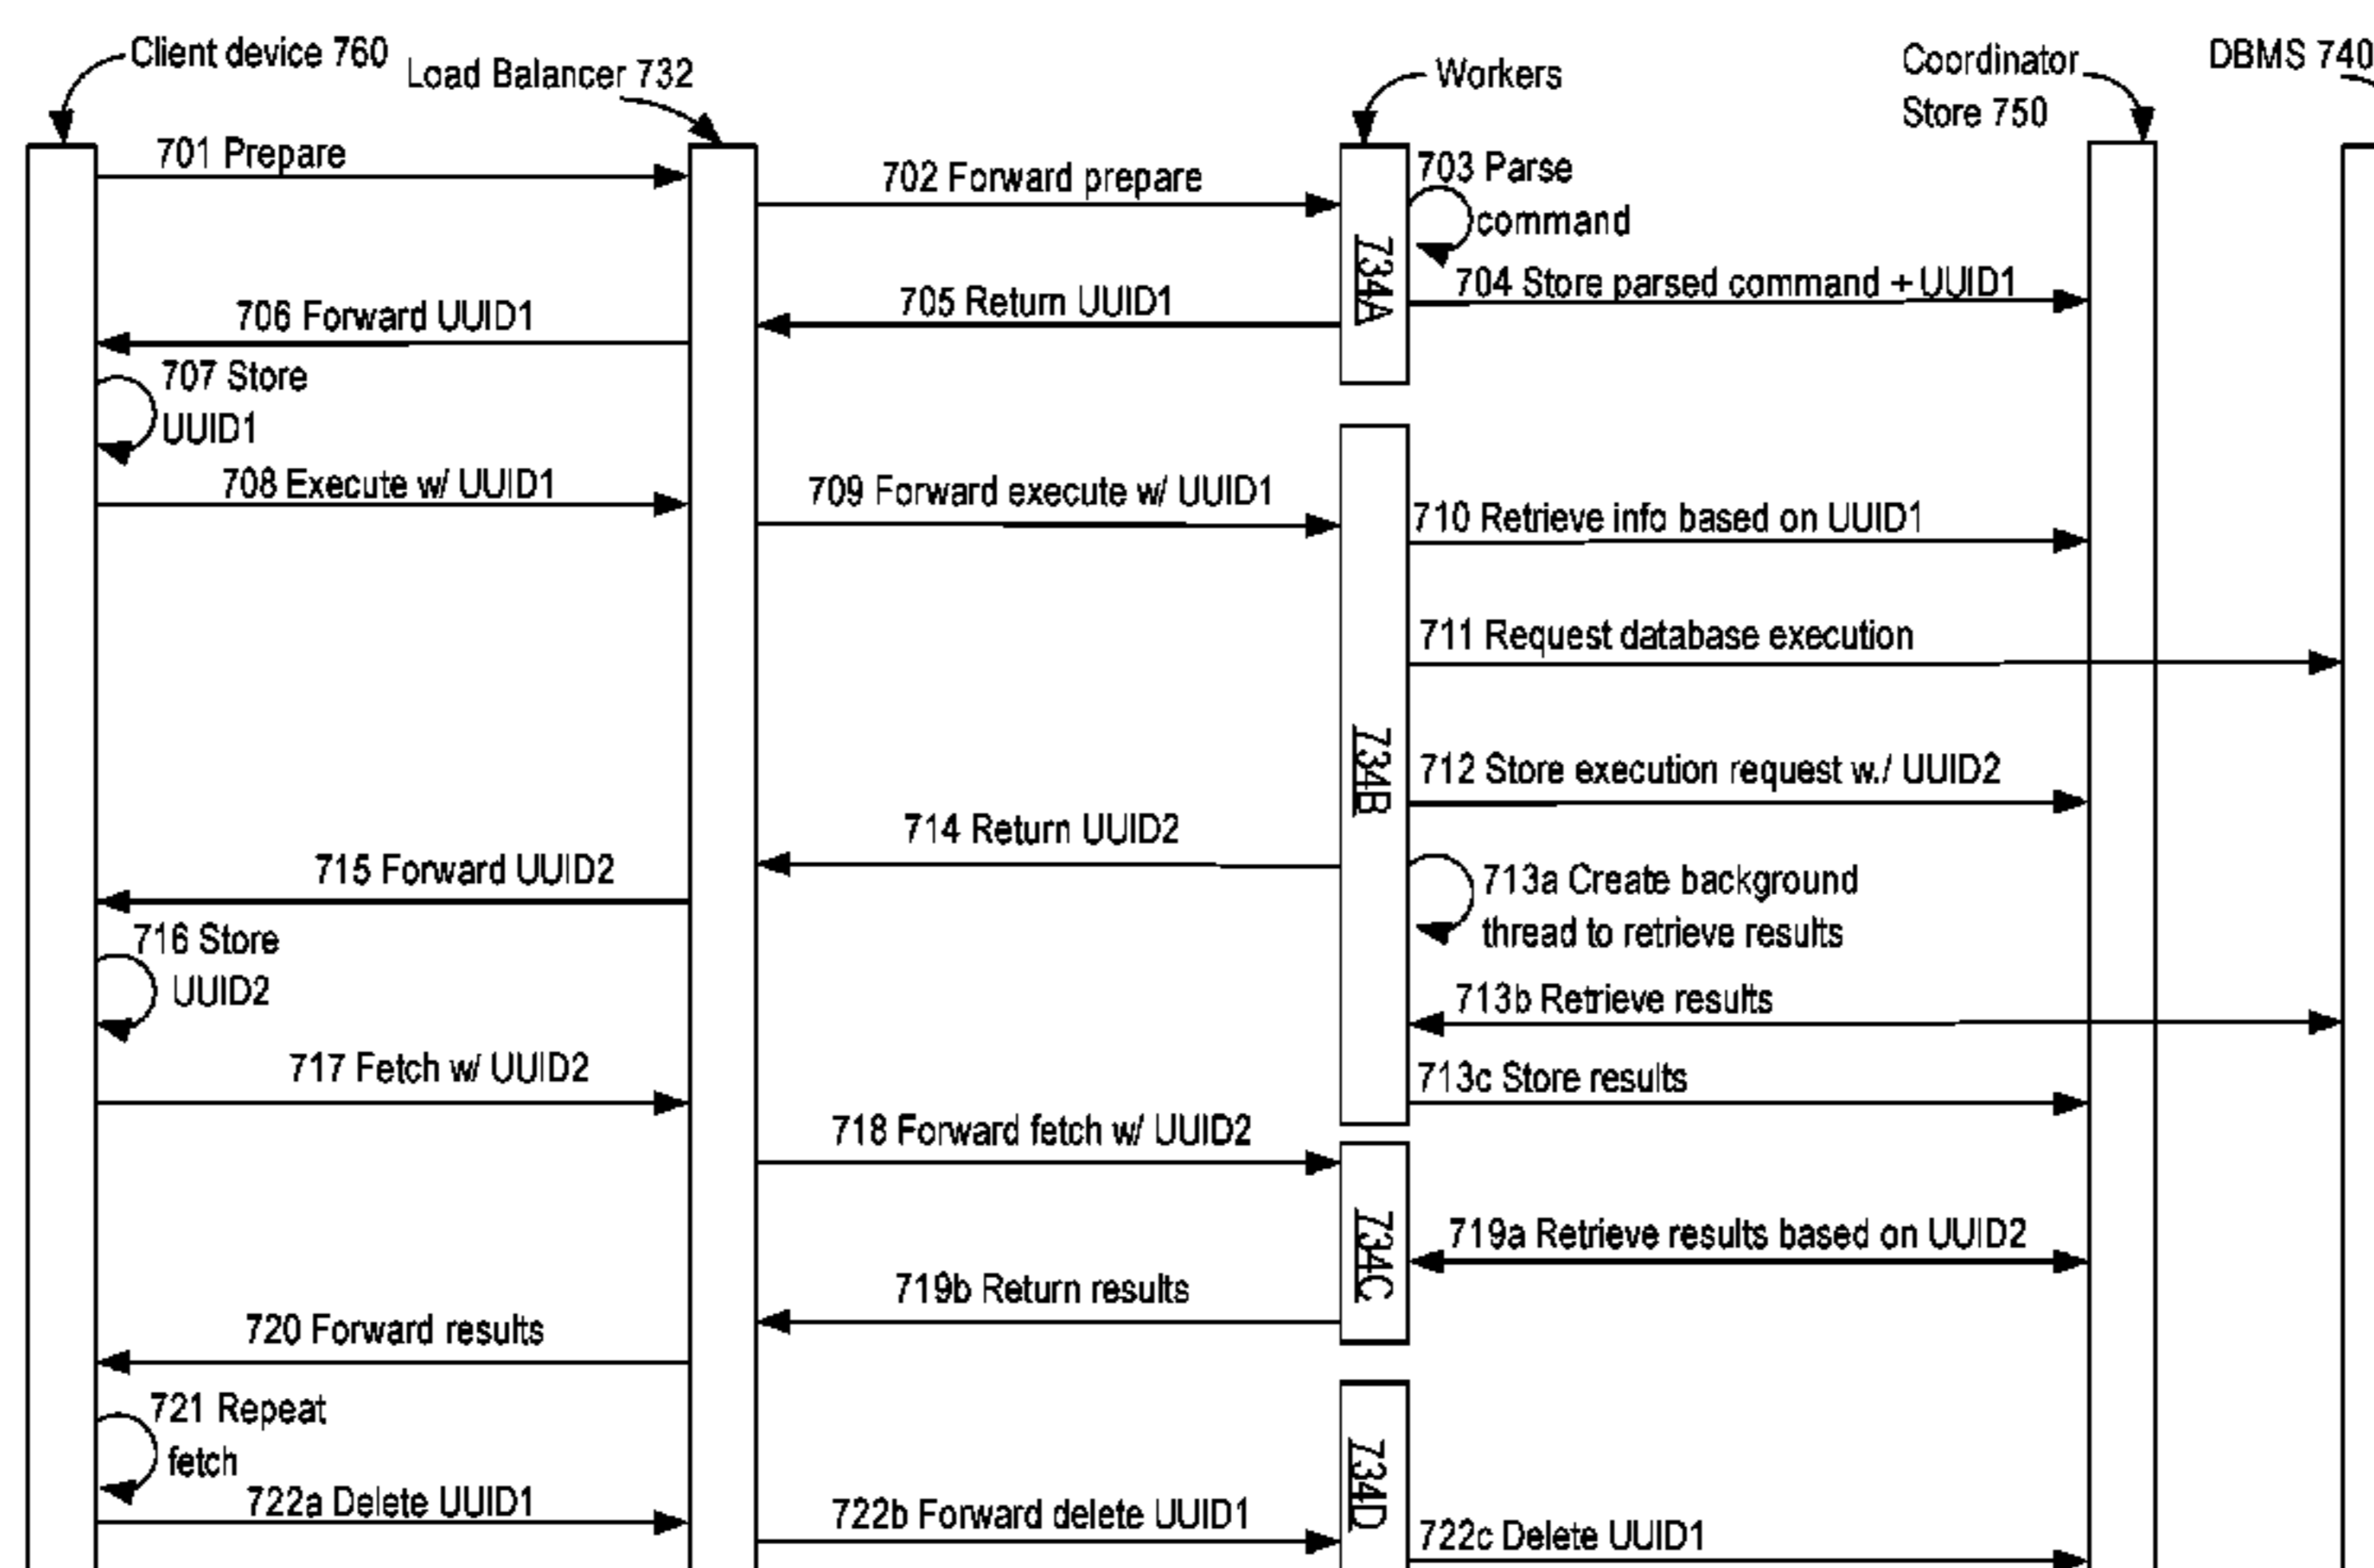 Client device 760
Load Balancer 732
Workers
Coordinator
Store 750
DBMS 740
701 Prepare
702 Forward prepare
703 Parse
command
734A
704 Store parsed command + UUID1
705 Return UUID1
706 Forward UUID1
707 Store
UUID1
708 Execute w/ UUID1
709 Forward execute w/ UUID1
710 Retrieve info based on UUID1
711 Request database execution
734B
712 Store execution request w./ UUID2
714 Return UUID2
715 Forward UUID2
713a Create background
thread to retrieve results
716 Store
UUID2
713b Retrieve results
717 Fetch w/ UUID2
713c Store results
718 Forward fetch w/ UUID2
734C
719a Retrieve results based on UUID2
719b Return results
720 Forward results
721 Repeat
fetch
734D
722a Delete UUID1
722b Forward delete UUID1
722c Delete UUID1